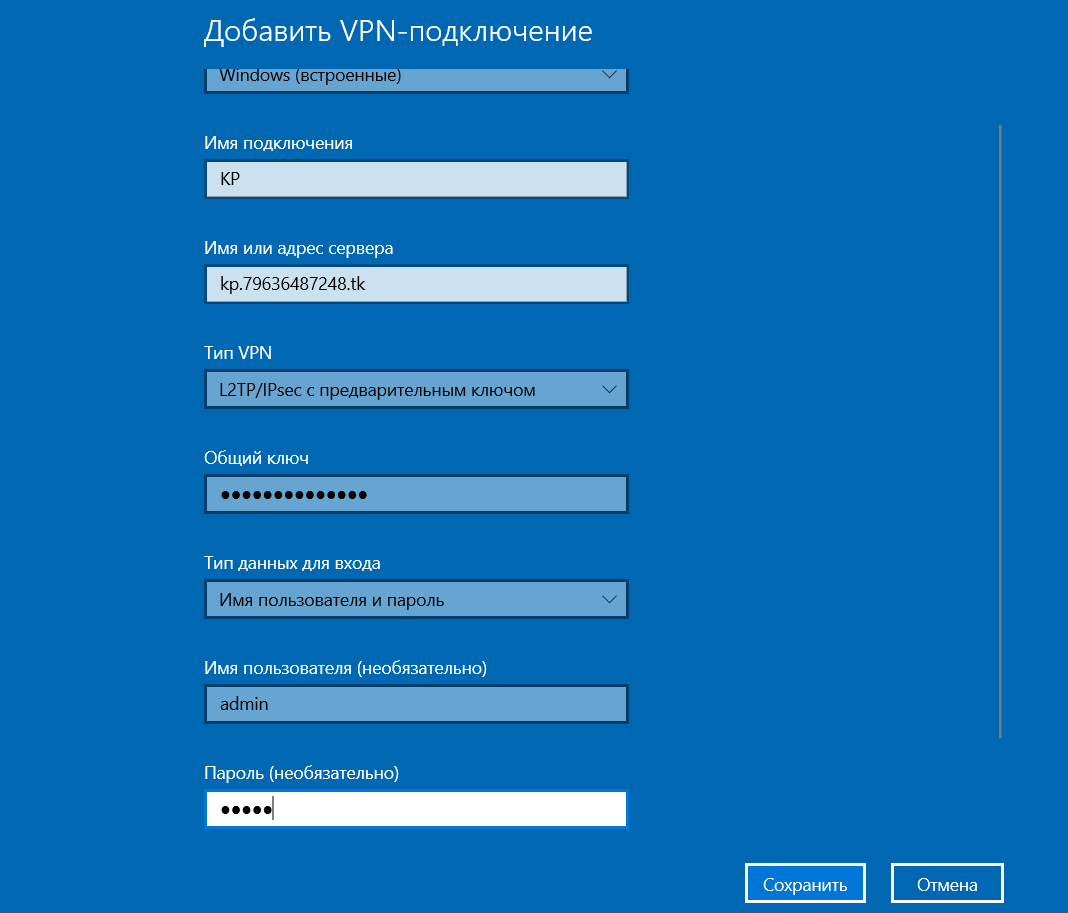 Добавить VPN-подключение
Windows (встроенные)
Имя подключения
KP
Имя или адрес сервера
kp.79636487248.tk
Тип VPN
L2TP/IPsec с предварительным ключом
Общий ключ
●●●●●●●●●●●●●●
Тип данных для входа
Имя пользователя и пароль
Имя пользователя (необязательно)
admin
Пароль (необязательно)
●●●●●
Сохранить
Отмена